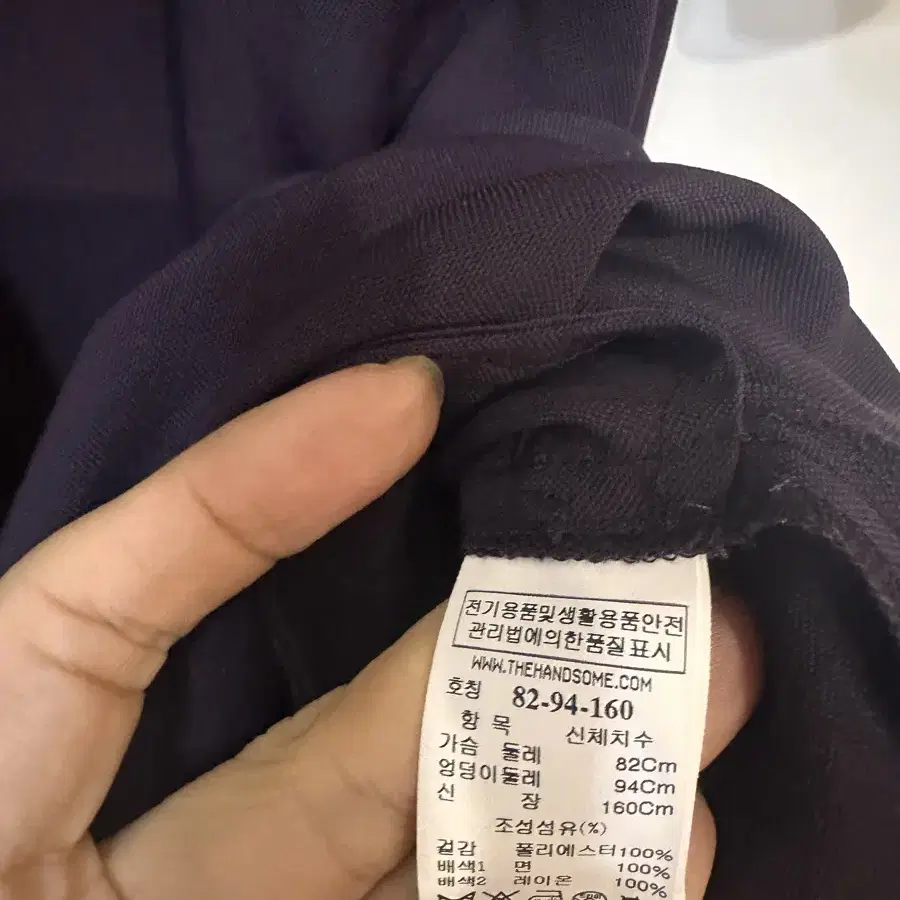 전기용품및생활용품안전
관리법에의한품질표시
WWW.THEHANDSOME.COM
호칭 82-94-160
항 목 신체치수
가슴 둘레 82Cm
엉덩이둘레 94Cm
신 장 160Cm
조성섬유(%)
겉감 폴리에스터100%
배색1 면 100%
배색2 레이온 100%